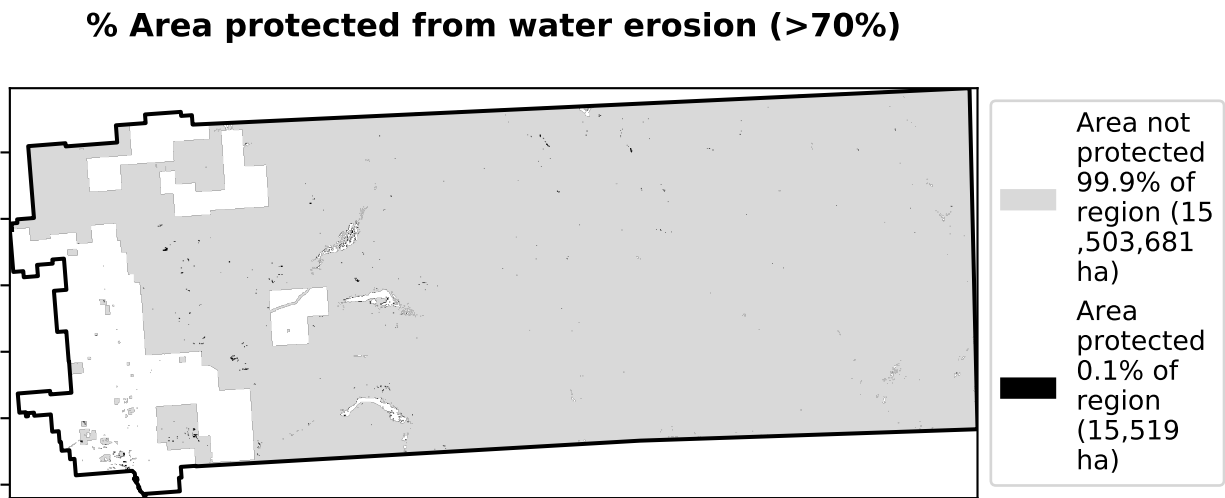 % Area protected from water erosion (>70%)
Area not
protected
99.9% of
region (15
,503,681
ha)
Area
protected
0.1% of
region
(15,519
ha)